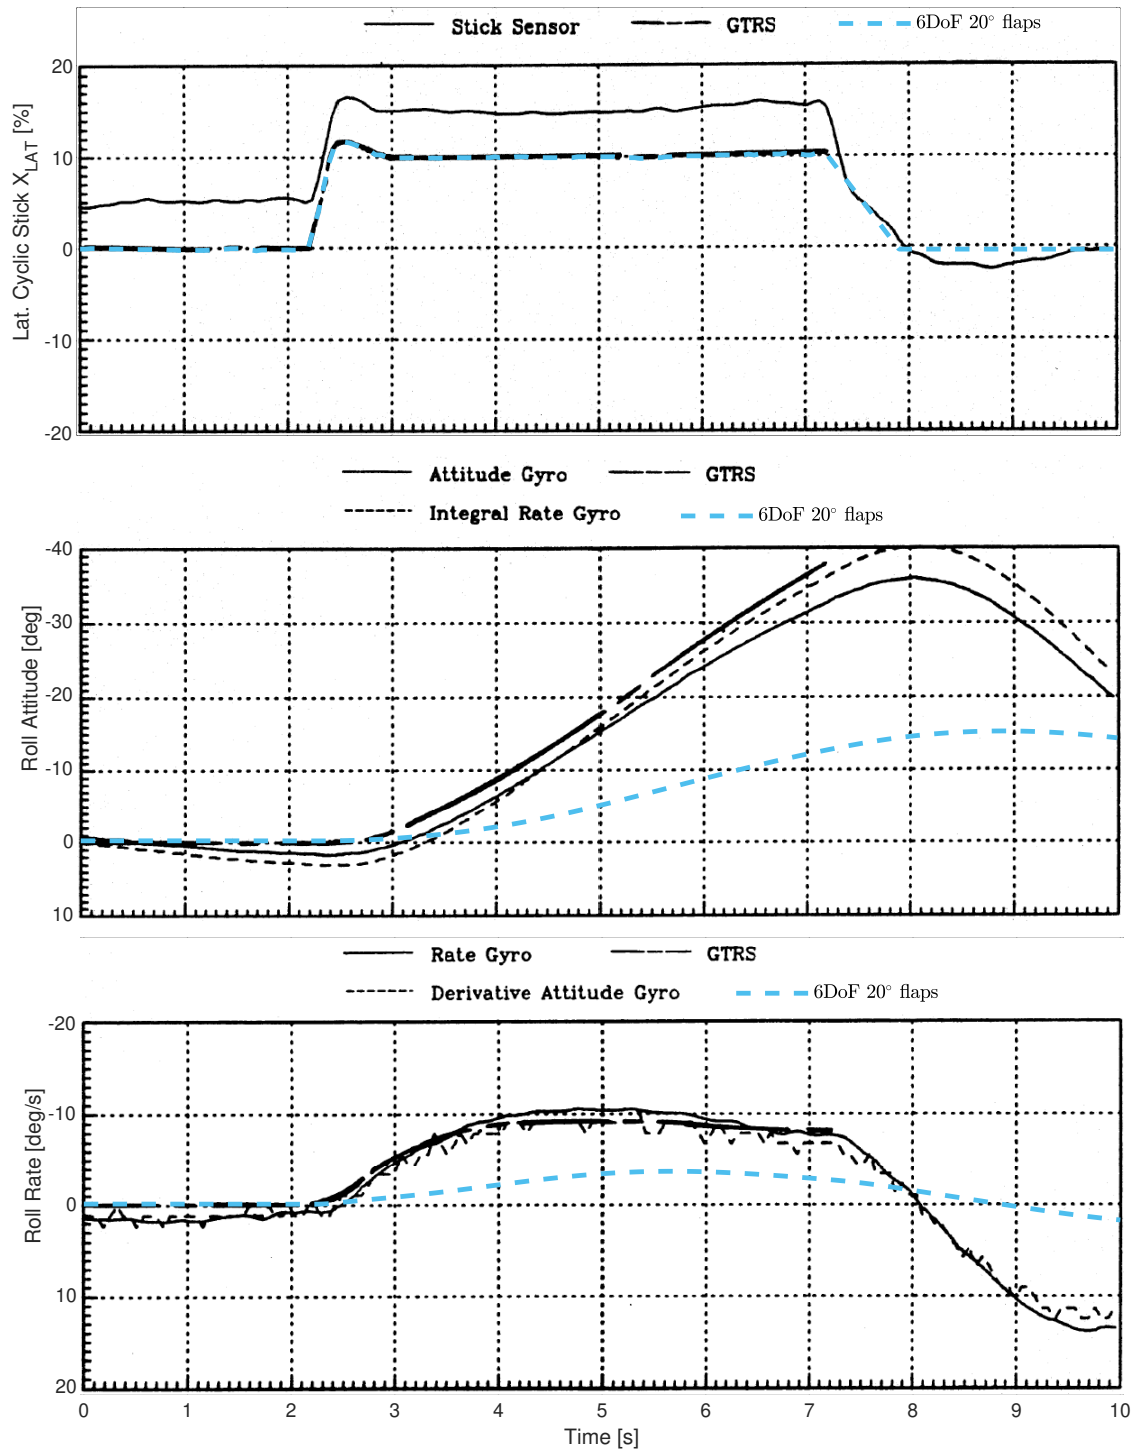 Stick Sensor GTRS 6DoF 20° flaps
Lat. Cyclic Stick X_LAT [%]
20
10
0
-10
-20
Attitude Gyro GTRS
Integral Rate Gyro 6DoF 20° flaps
Roll Attitude [deg]
-40
-30
-20
-10
0
10
Rate Gyro GTRS
Derivative Attitude Gyro 6DoF 20° flaps
Roll Rate [deg/s]
-20
-10
0
10
20
0 1 2 3 4 5 6 7 8 9 10
Time [s]